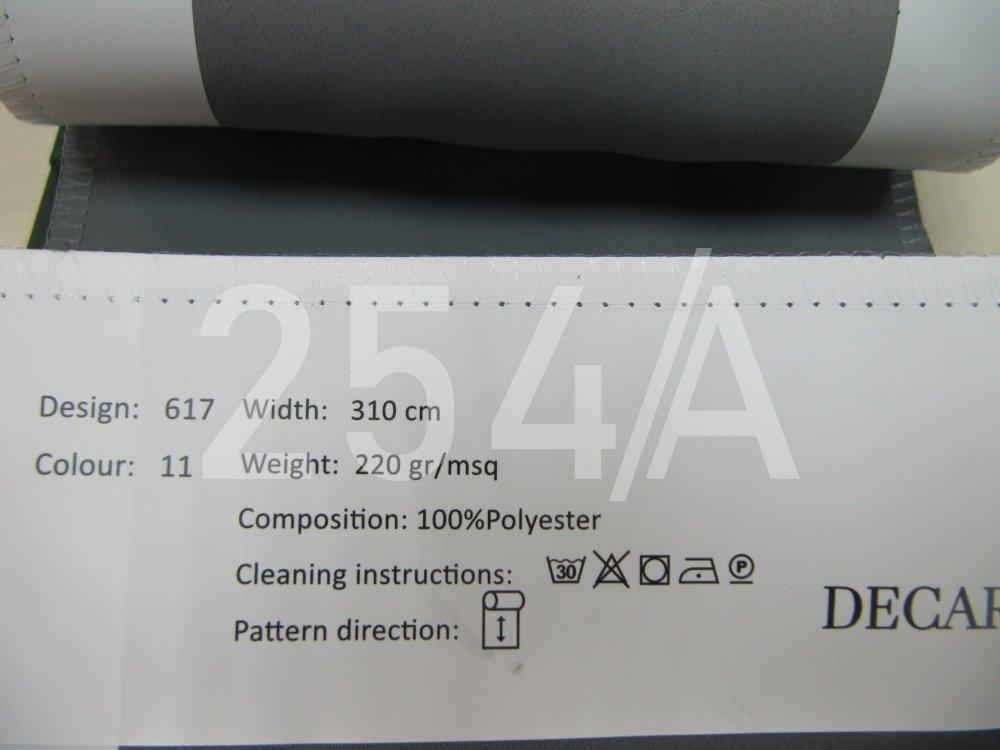 254/A
Design: 617 Width: 310 cm
Colour: 11 Weight: 220 gr/msq
Composition: 100%Polyester
Cleaning instructions: 30 P
Pattern direction: